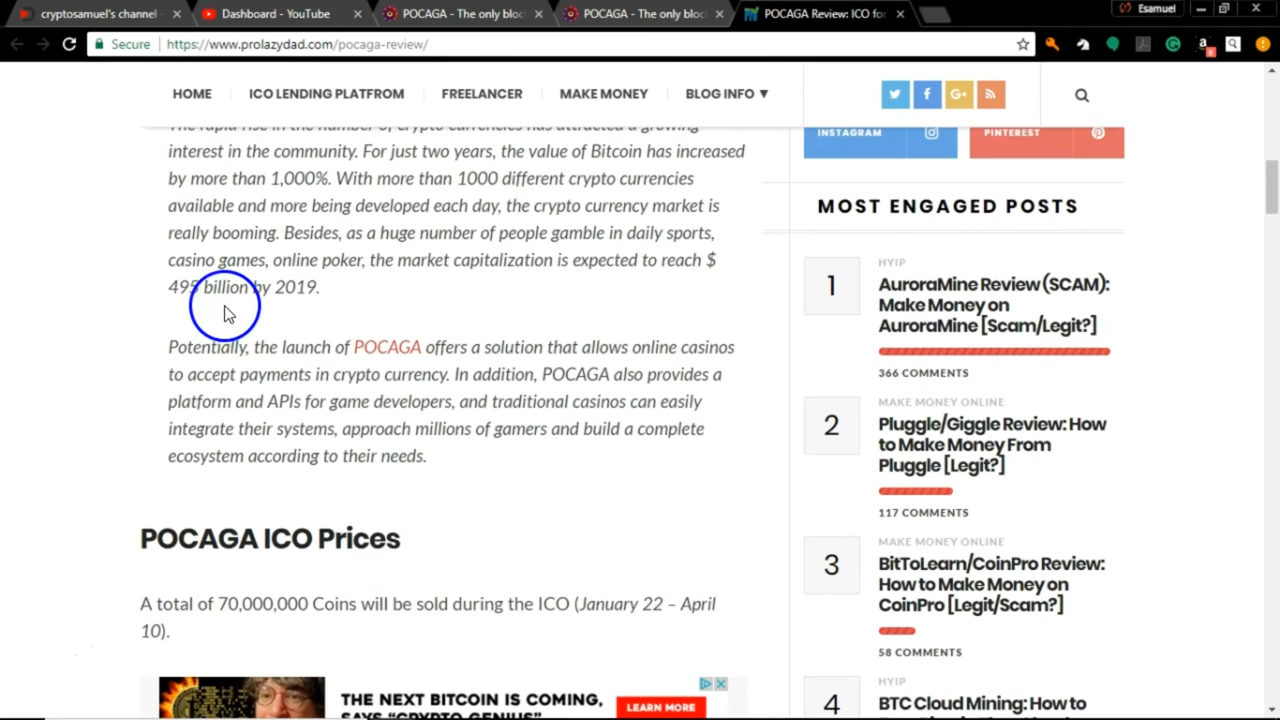 cryptosamuel's channel
Dashboard - YouTube
POCAGA - The only bloc
POCAGA - The only bloc
POCAGA Review: ICO for
Esamuel
Secure
https://www.prolazydad.com/pocaga-review/
HOME
ICO LENDING PLATFROM
FREELANCER
MAKE MONEY
BLOG INFO ▼
The rapid rise in the number of crypto currencies has attracted a growing
interest in the community. For just two years, the value of Bitcoin has increased
by more than 1,000%. With more than 1000 different crypto currencies
available and more being developed each day, the crypto currency market is
really booming. Besides, as a huge number of people gamble in daily sports,
casino games, online poker, the market capitalization is expected to reach $
495 billion by 2019.
Potentially, the launch of POCAGA offers a solution that allows online casinos
to accept payments in crypto currency. In addition, POCAGA also provides a
platform and APIs for game developers, and traditional casinos can easily
integrate their systems, approach millions of gamers and build a complete
ecosystem according to their needs.
POCAGA ICO Prices
A total of 70,000,000 Coins will be sold during the ICO (January 22 – April
10).
THE NEXT BITCOIN IS COMING,
SAYS "CRYPTO GENIUS"
LEARN MORE
INSTAGRAM
PINTEREST
MOST ENGAGED POSTS
1
HYIP
AuroraMine Review (SCAM):
Make Money on
AuroraMine [Scam/Legit?]
366 COMMENTS
2
MAKE MONEY ONLINE
Pluggle/Giggle Review: How
to Make Money From
Pluggle [Legit?]
117 COMMENTS
3
MAKE MONEY ONLINE
BitToLearn/CoinPro Review:
How to Make Money on
CoinPro [Legit/Scam?]
58 COMMENTS
4
HYIP
BTC Cloud Mining: How to